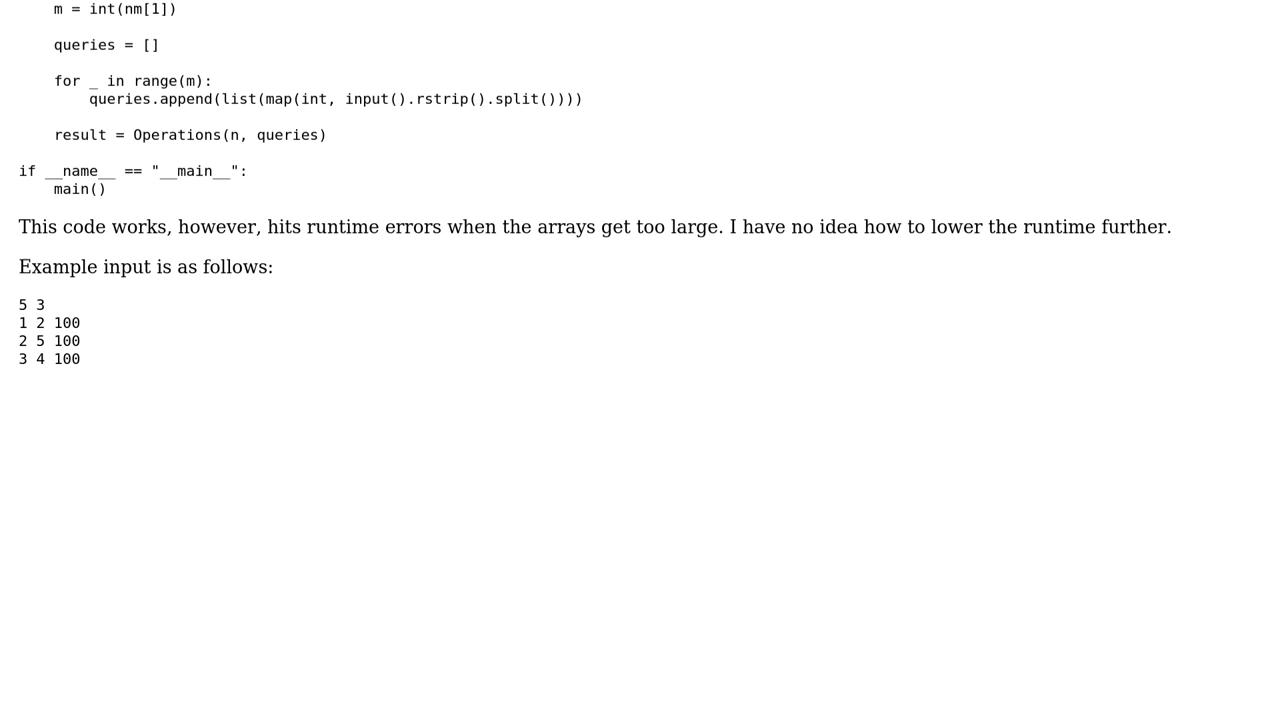 m = int(nm[1])

    queries = []

    for _ in range(m):
        queries.append(list(map(int, input().rstrip().split())))

    result = Operations(n, queries)

if __name__ == "__main__":
    main()

This code works, however, hits runtime errors when the arrays get too large. I have no idea how to lower the runtime further.

Example input is as follows:

5 3
1 2 100
2 5 100
3 4 100